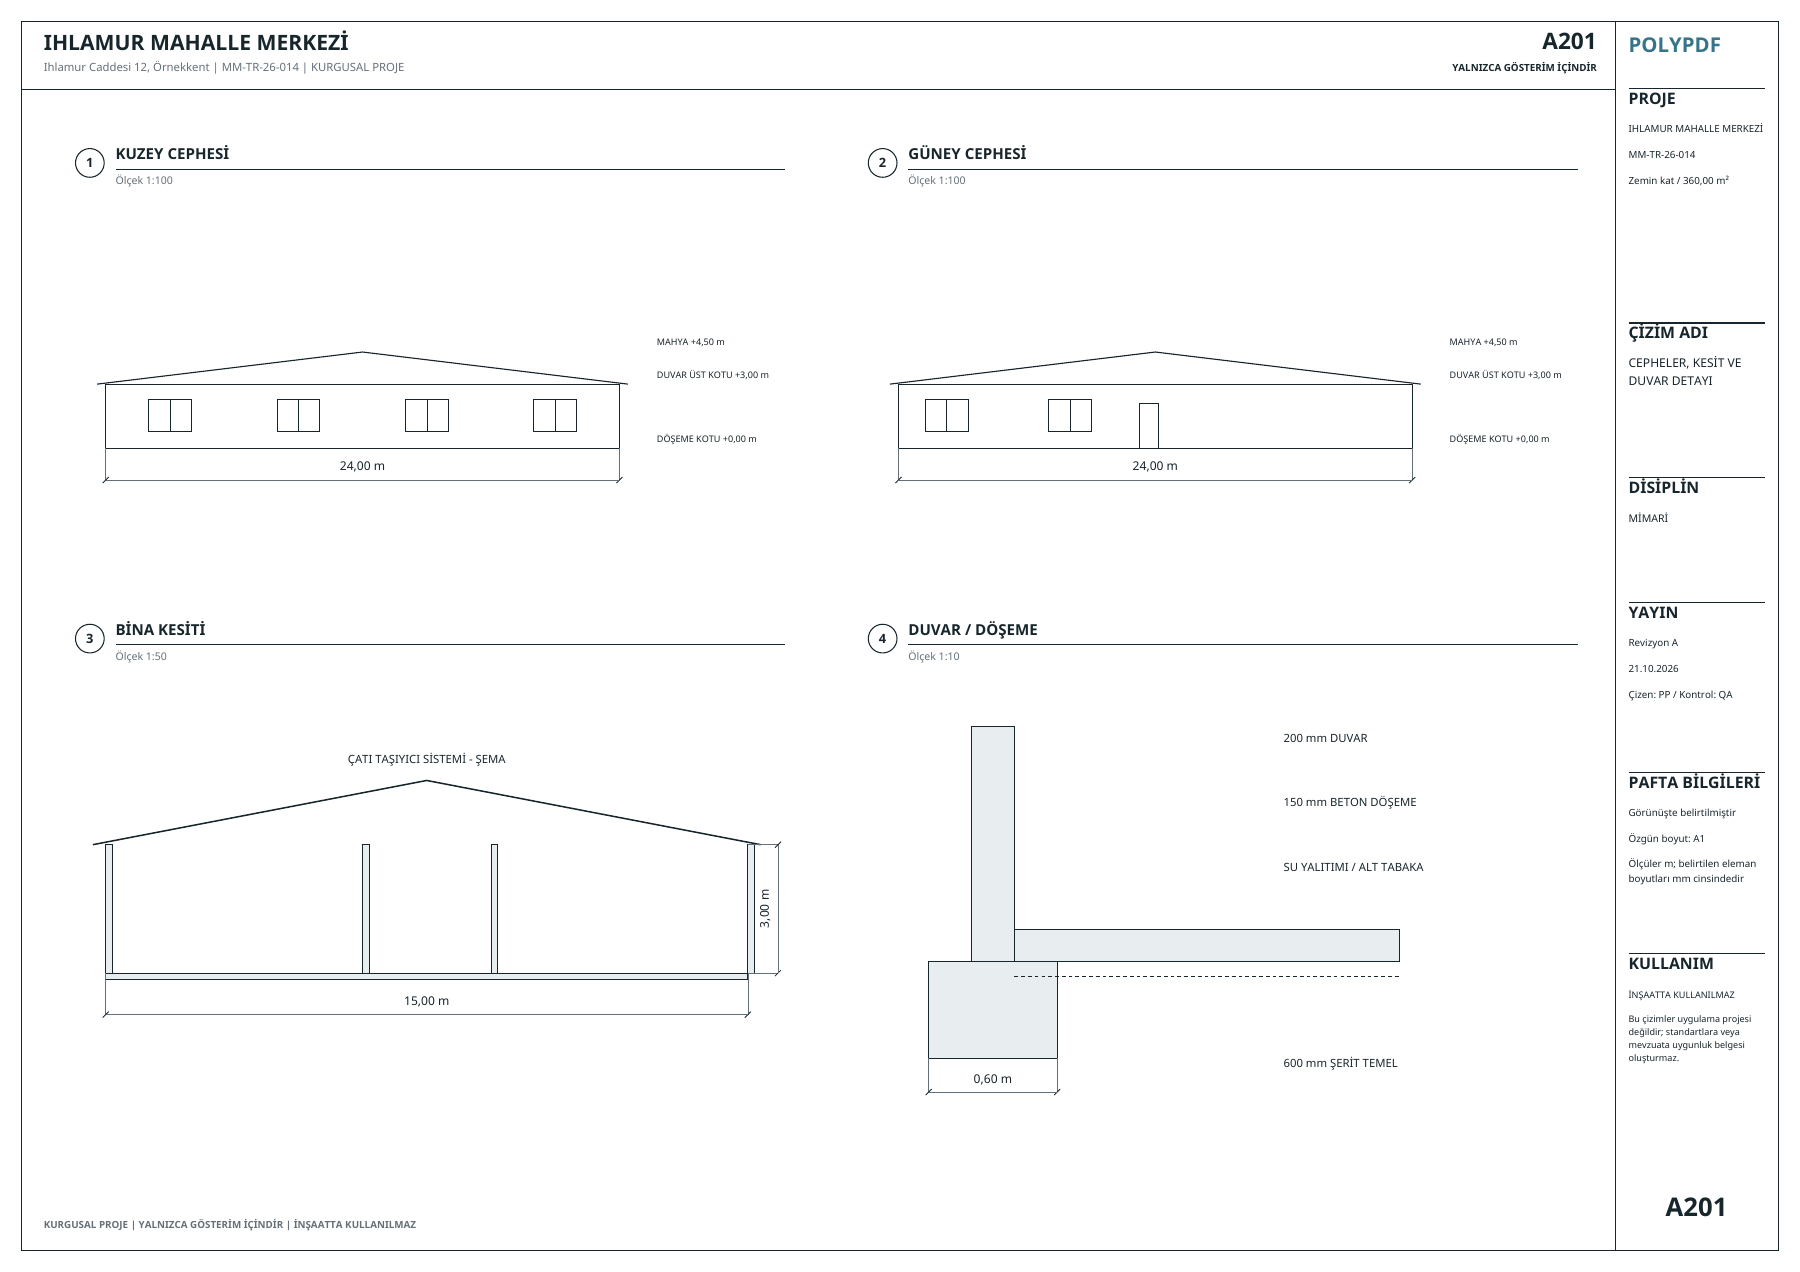 IHLAMUR MAHALLE MERKEZİ
Ihlamur Caddesi 12, Örnekkent | MM-TR-26-014 | KURGUSAL PROJE
A201
YALNIZCA GÖSTERİM İÇİNDİR
1
KUZEY CEPHESİ
Ölçek 1:100
MAHYA +4,50 m
DUVAR ÜST KOTU +3,00 m
DÖŞEME KOTU +0,00 m
24,00 m
2
GÜNEY CEPHESİ
Ölçek 1:100
MAHYA +4,50 m
DUVAR ÜST KOTU +3,00 m
DÖŞEME KOTU +0,00 m
24,00 m
3
BİNA KESİTİ
Ölçek 1:50
ÇATI TAŞIYICI SİSTEMİ - ŞEMA
3,00 m
15,00 m
4
DUVAR / DÖŞEME
Ölçek 1:10
200 mm DUVAR
150 mm BETON DÖŞEME
SU YALITIMI / ALT TABAKA
600 mm ŞERİT TEMEL
0,60 m
KURGUSAL PROJE | YALNIZCA GÖSTERİM İÇİNDİR | İNŞAATTA KULLANILMAZ
POLYPDF
PROJE
IHLAMUR MAHALLE MERKEZİ
MM-TR-26-014
Zemin kat / 360,00 m²
ÇİZİM ADI
CEPHELER, KESİT VE
DUVAR DETAYI
DİSİPLİN
MİMARİ
YAYIN
Revizyon A
21.10.2026
Çizen: PP / Kontrol: QA
PAFTA BİLGİLERİ
Görünüşte belirtilmiştir
Özgün boyut: A1
Ölçüler m; belirtilen eleman
boyutları mm cinsindedir
KULLANIM
İNŞAATTA KULLANILMAZ
Bu çizimler uygulama projesi
değildir; standartlara veya
mevzuata uygunluk belgesi
oluşturmaz.
A201